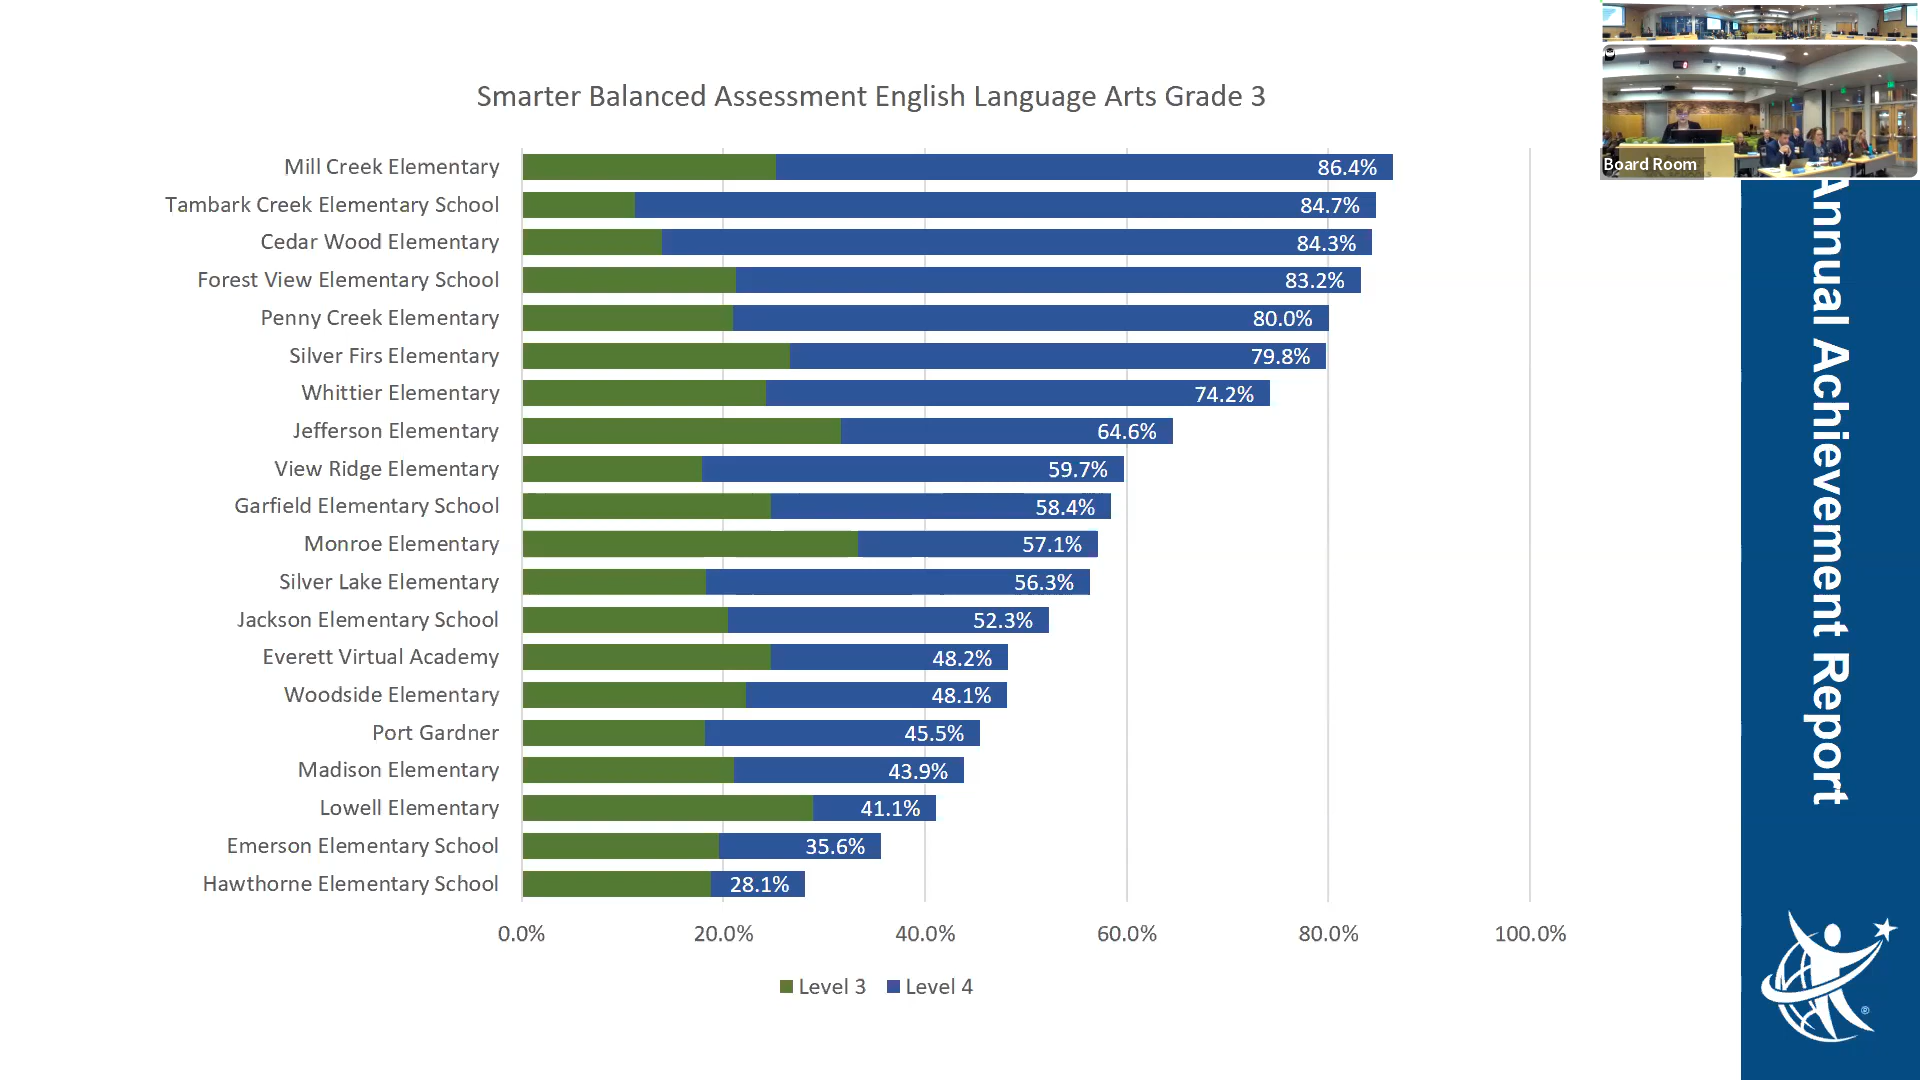 Smarter Balanced Assessment English Language Arts Grade 3
Mill Creek Elementary 86.4%
Tambark Creek Elementary School 84.7%
Cedar Wood Elementary 84.3%
Forest View Elementary School 83.2%
Penny Creek Elementary 80.0%
Silver Firs Elementary 79.8%
Whittier Elementary 74.2%
Jefferson Elementary 64.6%
View Ridge Elementary 59.7%
Garfield Elementary School 58.4%
Monroe Elementary 57.1%
Silver Lake Elementary 56.3%
Jackson Elementary School 52.3%
Everett Virtual Academy 48.2%
Woodside Elementary 48.1%
Port Gardner 45.5%
Madison Elementary 43.9%
Lowell Elementary 41.1%
Emerson Elementary School 35.6%
Hawthorne Elementary School 28.1%
0.0% 20.0% 40.0% 60.0% 80.0% 100.0%
Level 3 Level 4
Board Room
Annual Achievement Report
®